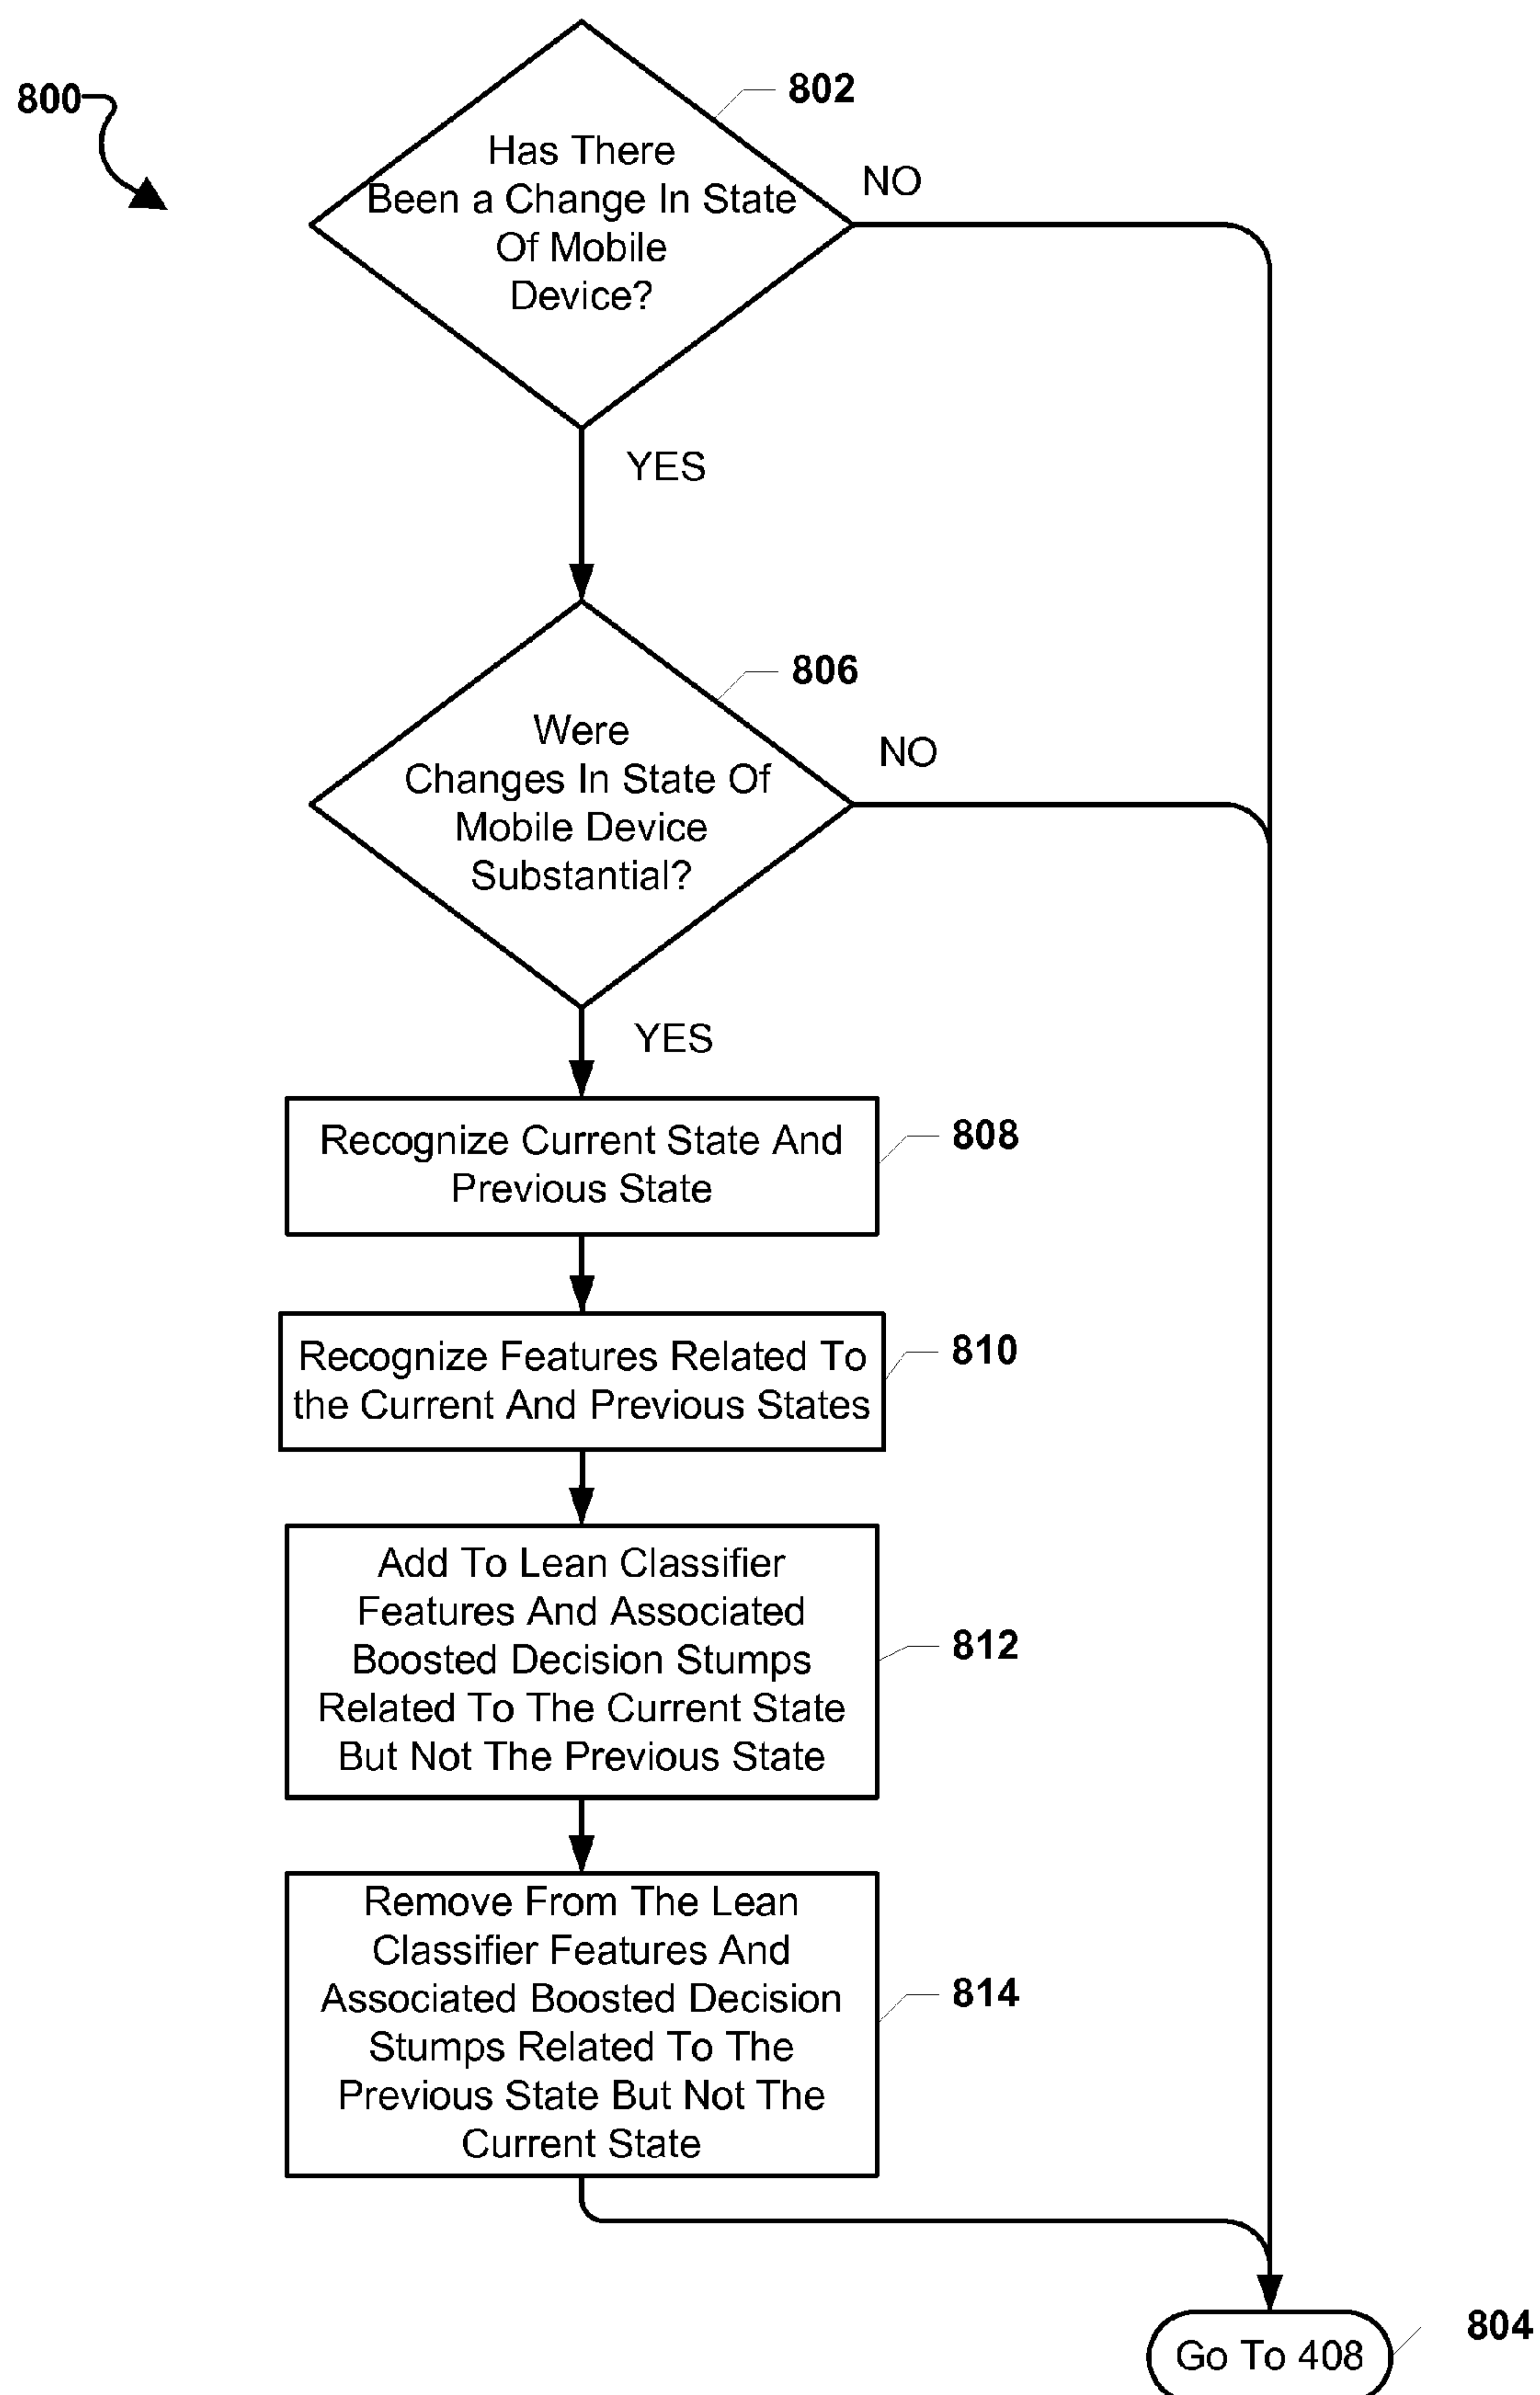 800
802
Has There
Been a Change In State
Of Mobile
Device?
NO
YES
806
Were
Changes In State Of
Mobile Device
Substantial?
NO
YES
Recognize Current State And
Previous State
808
Recognize Features Related To
the Current And Previous States
810
Add To Lean Classifier
Features And Associated
Boosted Decision Stumps
Related To The Current State
But Not The Previous State
812
Remove From The Lean
Classifier Features And
Associated Boosted Decision
Stumps Related To The
Previous State But Not The
Current State
814
Go To 408
804